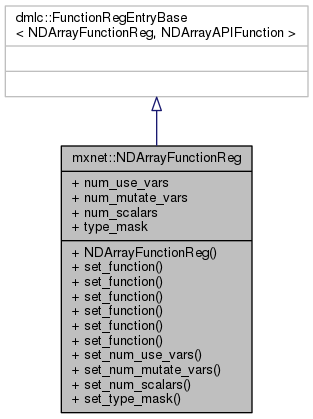 dmlc::FunctionRegEntryBase
< NDArrayFunctionReg, NDArrayAPIFunction >
mxnet::NDArrayFunctionReg
+ num_use_vars
+ num_mutate_vars
+ num_scalars
+ type_mask
+ NDArrayFunctionReg()
+ set_function()
+ set_function()
+ set_function()
+ set_function()
+ set_function()
+ set_function()
+ set_num_use_vars()
+ set_num_mutate_vars()
+ set_num_scalars()
+ set_type_mask()